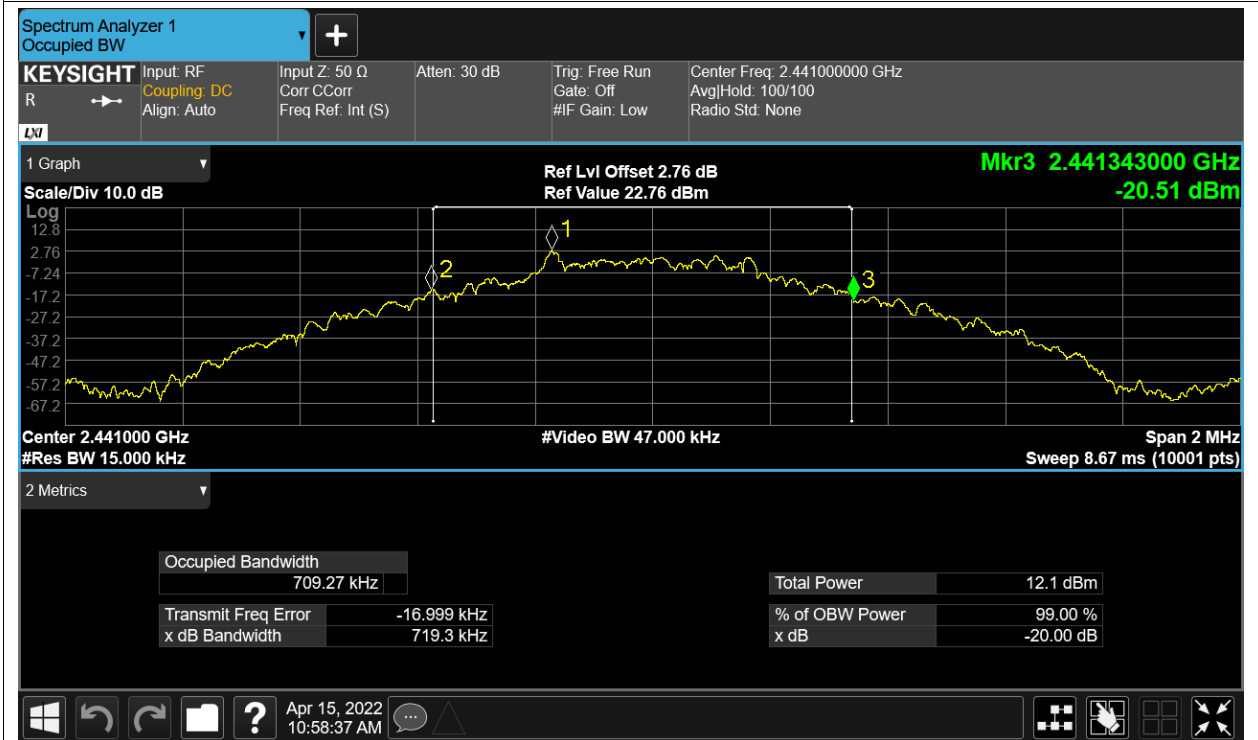 Spectrum Analyzer 1
Occupied BW
KEYSIGHT Input: RF Input Z: 50 Ω Atten: 30 dB Trig: Free Run Center Freq: 2.441000000 GHz
R Coupling: DC Corr CCorr Gate: Off Avg|Hold: 100/100
Align: Auto Freq Ref: Int (S) #IF Gain: Low Radio Std: None
LXI
1 Graph Ref Lvl Offset 2.76 dB Mkr3 2.441343000 GHz
Scale/Div 10.0 dB Ref Value 22.76 dBm -20.51 dBm
Log
12.8
2.76
-7.24
-17.2
-27.2
-37.2
-47.2
-57.2
-67.2
1
2
3
Center 2.441000 GHz #Video BW 47.000 kHz Span 2 MHz
#Res BW 15.000 kHz Sweep 8.67 ms (10001 pts)
2 Metrics
Occupied Bandwidth
709.27 kHz Total Power 12.1 dBm
Transmit Freq Error -16.999 kHz % of OBW Power 99.00 %
x dB Bandwidth 719.3 kHz x dB -20.00 dB
Apr 15, 2022
10:58:37 AM